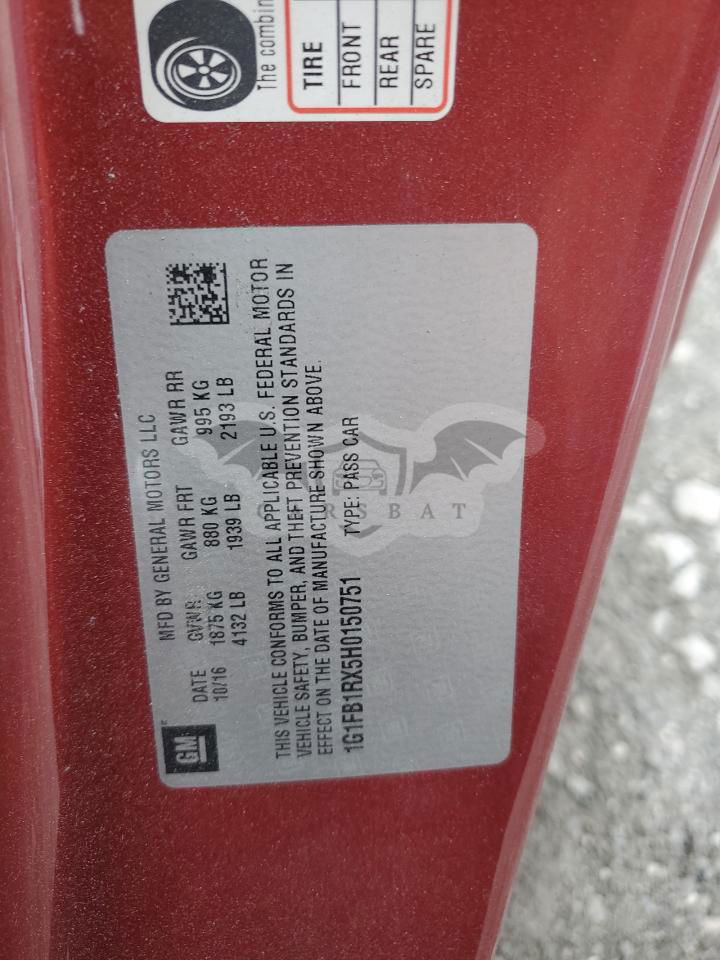 The combin
TIRE
FRONT
REAR
SPARE
GM
MFD BY GENERAL MOTORS LLC
DATE GVWR GAWR FRT GAWR RR
10/16 1875 KG 880 KG 995 KG
4132 LB 1939 LB 2193 LB
THIS VEHICLE CONFORMS TO ALL APPLICABLE U.S. FEDERAL MOTOR
VEHICLE SAFETY, BUMPER, AND THEFT PREVENTION STANDARDS IN
EFFECT ON THE DATE OF MANUFACTURE SHOWN ABOVE.
1G1FB1RX5H0150751 TYPE: PASS CAR
CARSBAT